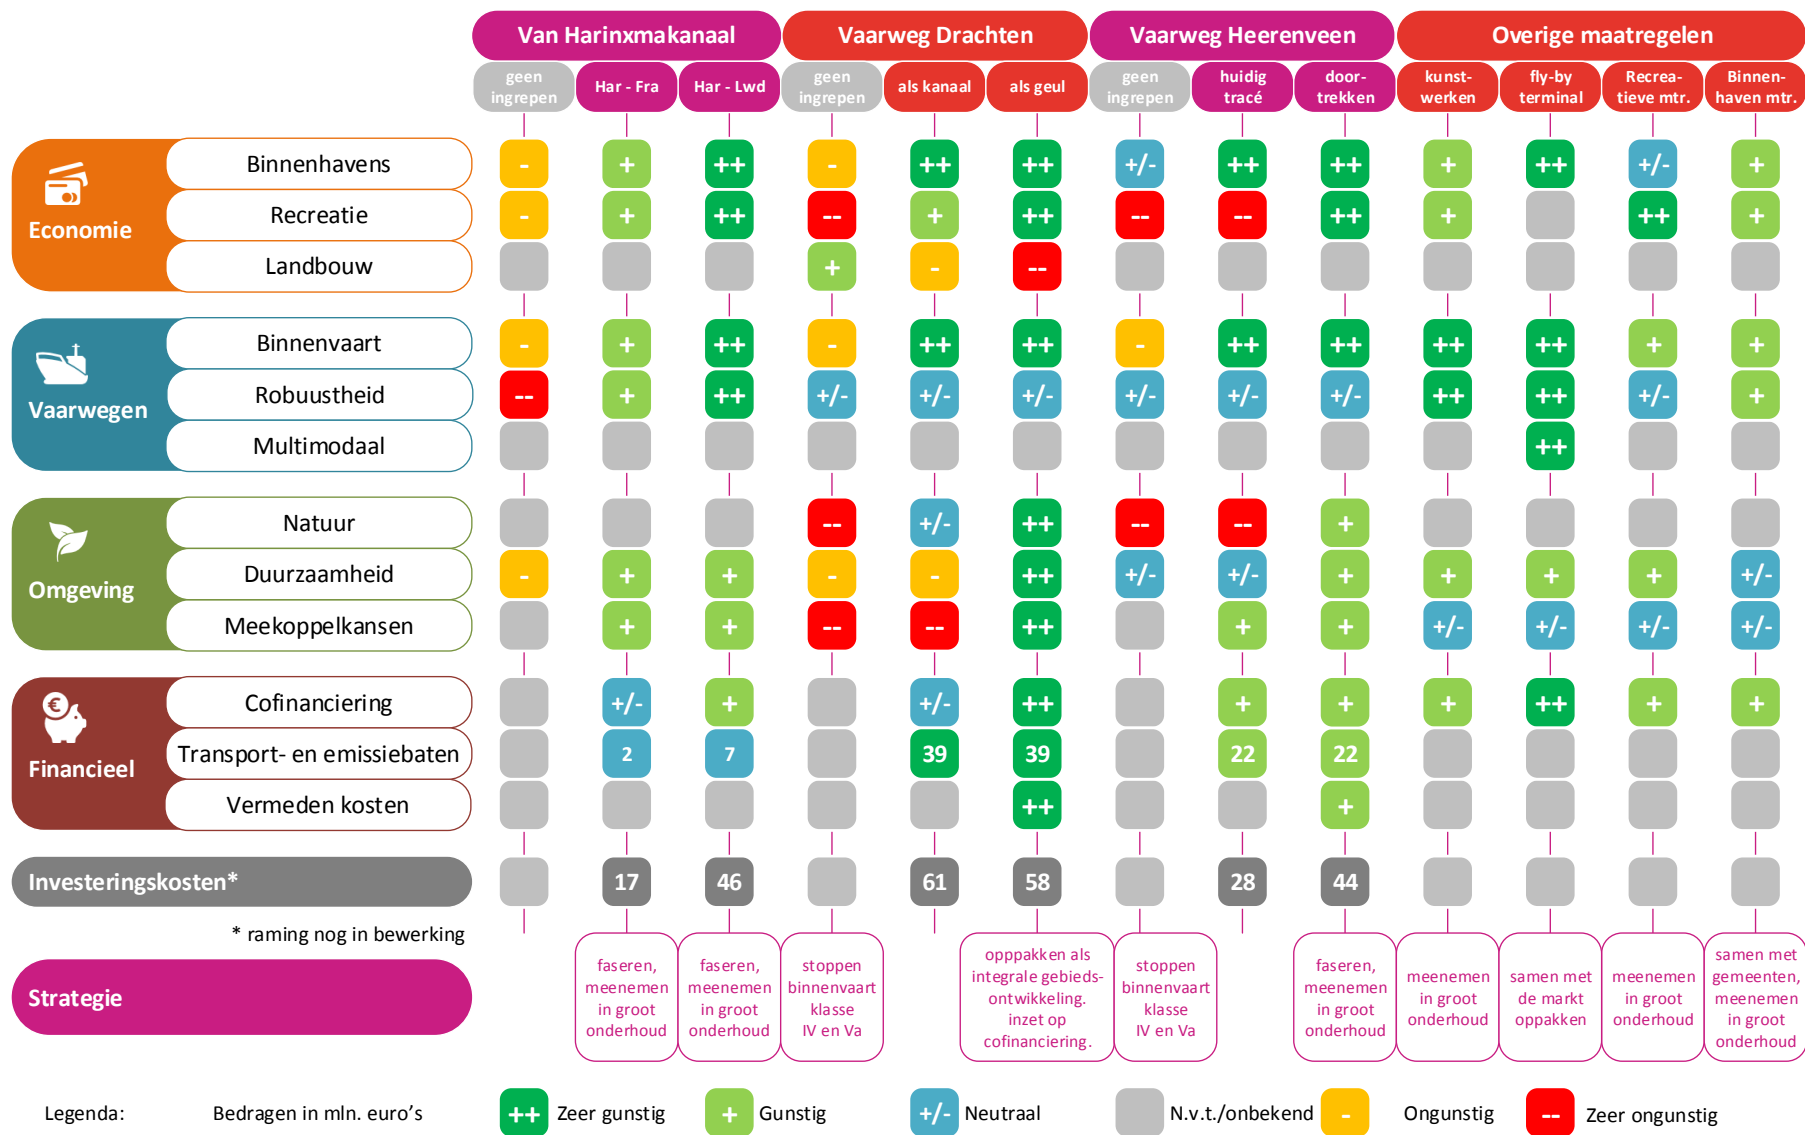 Van Harinxmakanaal Vaarweg Drachten Vaarweg Heerenveen Overige maatregelen
geen ingrepen Har - Fra Har - Lwd geen ingrepen als kanaal als geul geen ingrepen huidig tracé door- trekken kunst- werken fly-by terminal Recrea- tieve mtr. Binnen- haven mtr.
Economie
Binnenhavens - + ++ - ++ ++ +/- ++ ++ + ++ +/- +
Recreatie - + ++ -- + ++ -- -- ++ + ++ +
Landbouw + - --
Vaarwegen
Binnenvaart - + ++ - ++ ++ - ++ ++ ++ ++ + +
Robuustheid -- + ++ +/- +/- +/- +/- +/- +/- ++ ++ +/- +
Multimodaal ++
Omgeving
Natuur -- +/- ++ -- -- +
Duurzaamheid - + + - - ++ +/- +/- + + + + +/-
Meekoppelkansen + + -- -- ++ + + +/- +/- +/- +/-
Financieel
Cofinanciering +/- + +/- ++ + + + ++ + +
Transport- en emissiebaten 2 7 39 39 22 22
Vermeden kosten ++ +
Investeringskosten* 17 46 61 58 28 44
* raming nog in bewerking
Strategie
faseren,
meenemen
in groot
onderhoud
faseren,
meenemen
in groot
onderhoud
stoppen
binnenvaart
klasse
IV en Va
opppakken als
integrale gebieds-
ontwikkeling.
inzet op
cofinanciering.
stoppen
binnenvaart
klasse
IV en Va
faseren,
meenemen
in groot
onderhoud
meenemen
in groot
onderhoud
samen met
de markt
oppakken
meenemen
in groot
onderhoud
samen met
gemeenten,
meenemen
in groot
onderhoud
Legenda: Bedragen in mln. euro's ++ Zeer gunstig + Gunstig +/- Neutraal N.v.t./onbekend - Ongunstig -- Zeer ongunstig